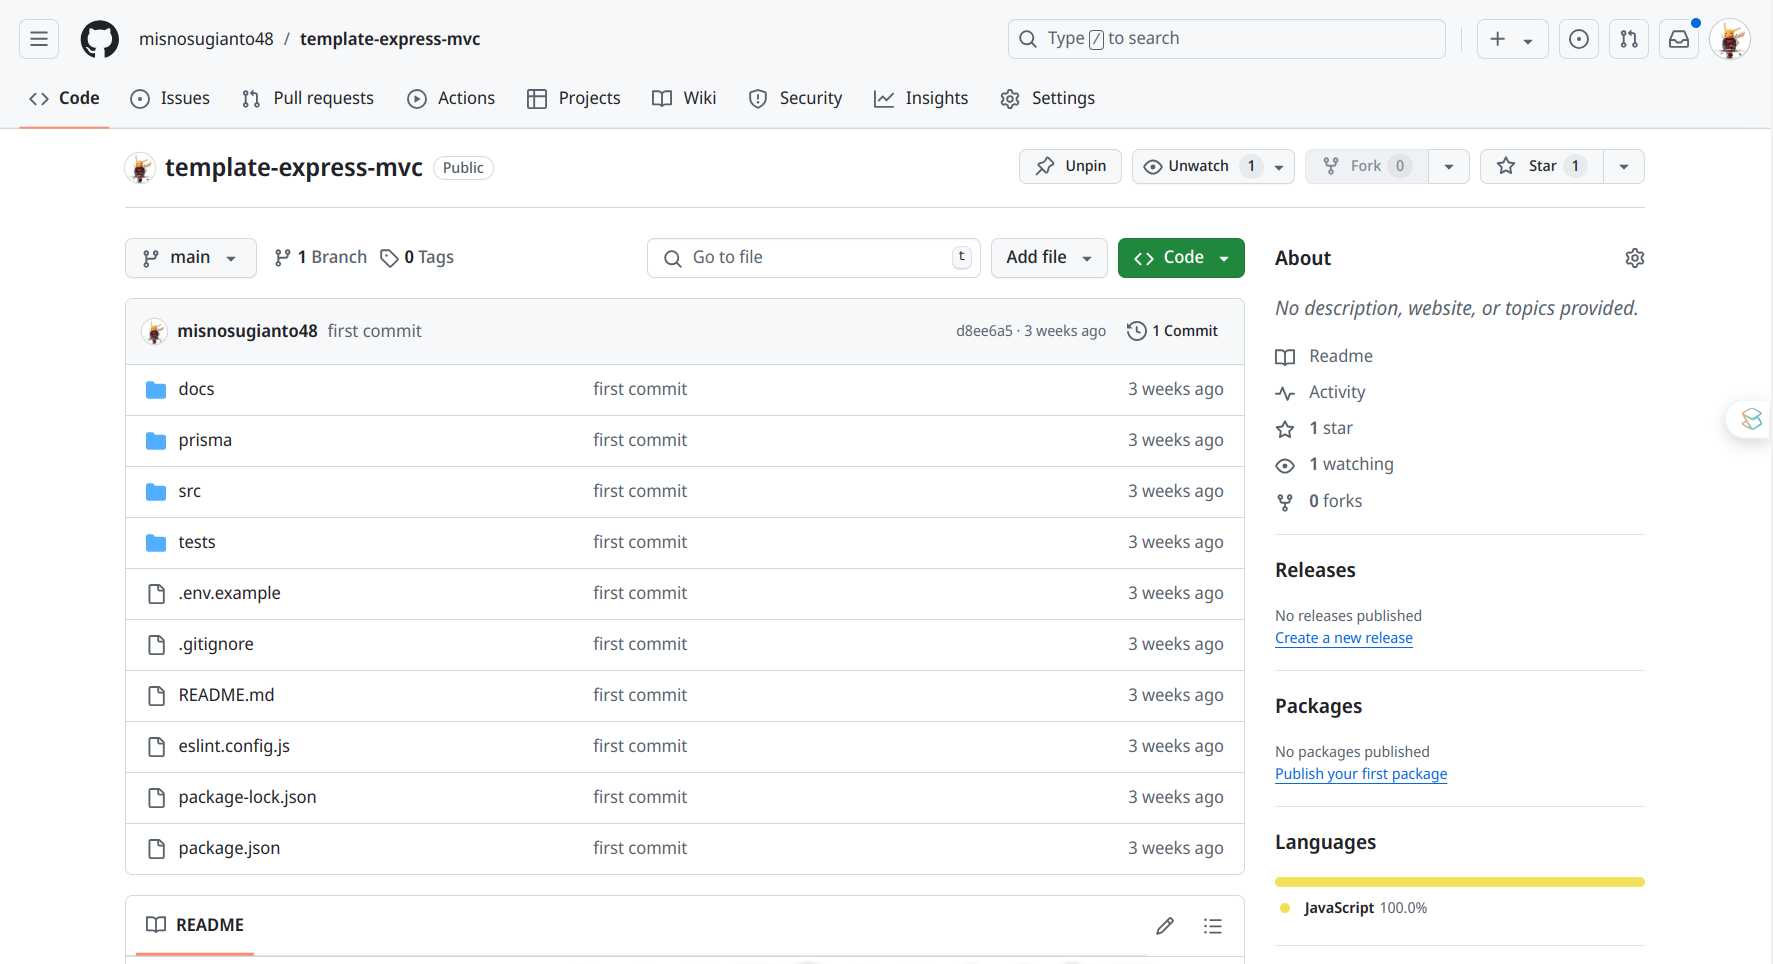 misnosugianto48 / template-express-mvc
Type / to search
Code Issues Pull requests Actions Projects Wiki Security Insights Settings
template-express-mvc Public
Unpin Unwatch 1 Fork 0 Star 1
main 1 Branch 0 Tags Go to file t Add file Code
misnosugianto48 first commit d8ee6a5 · 3 weeks ago 1 Commit
docs first commit 3 weeks ago
prisma first commit 3 weeks ago
src first commit 3 weeks ago
tests first commit 3 weeks ago
.env.example first commit 3 weeks ago
.gitignore first commit 3 weeks ago
README.md first commit 3 weeks ago
eslint.config.js first commit 3 weeks ago
package-lock.json first commit 3 weeks ago
package.json first commit 3 weeks ago
README
About
No description, website, or topics provided.
Readme
Activity
1 star
1 watching
0 forks
Releases
No releases published
Create a new release
Packages
No packages published
Publish your first package
Languages
JavaScript 100.0%